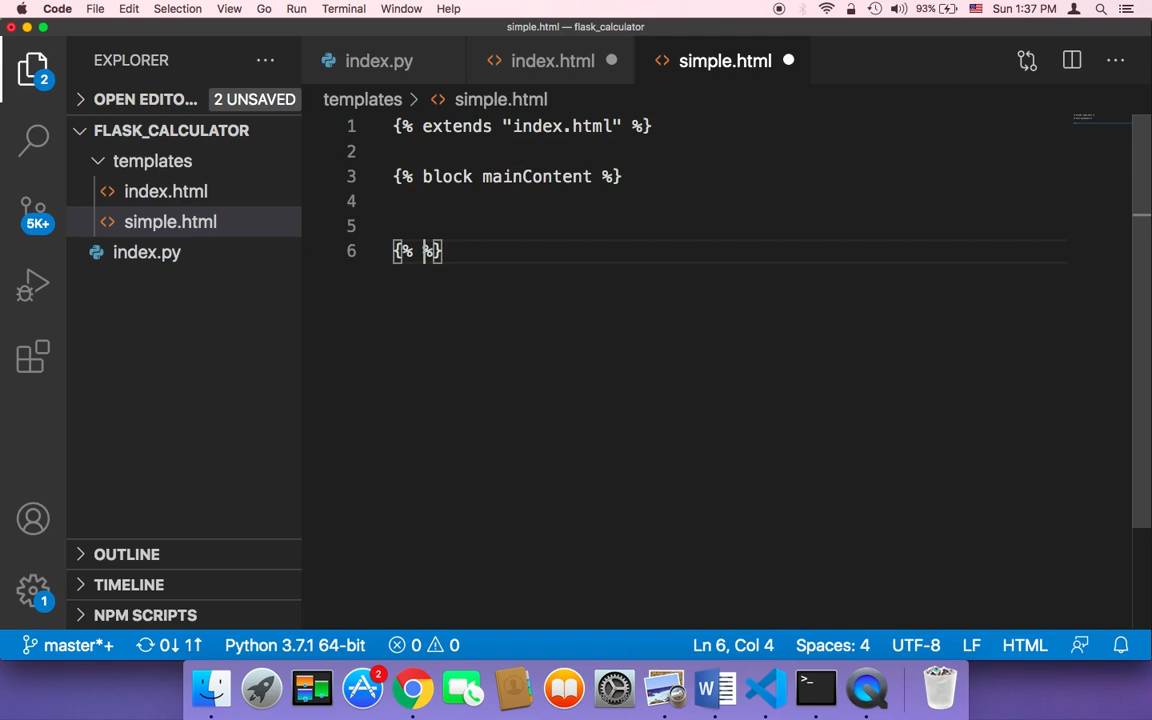 Code File Edit Selection View Go Run Terminal Window Help 93% Sun 1:37 PM
simple.html — flask_calculator
EXPLORER
index.py
index.html
simple.html
2
OPEN EDITO... 2 UNSAVED
templates simple.html
FLASK_CALCULATOR
templates
index.html
simple.html
index.py
5K+
1 {% extends "index.html" %}
2
3 {% block mainContent %}
4
5
6 {% %}
OUTLINE
TIMELINE
NPM SCRIPTS
1
master*+ 0↓ 1↑ Python 3.7.1 64-bit 0 0 Ln 6, Col 4 Spaces: 4 UTF-8 LF HTML
2
W
>_